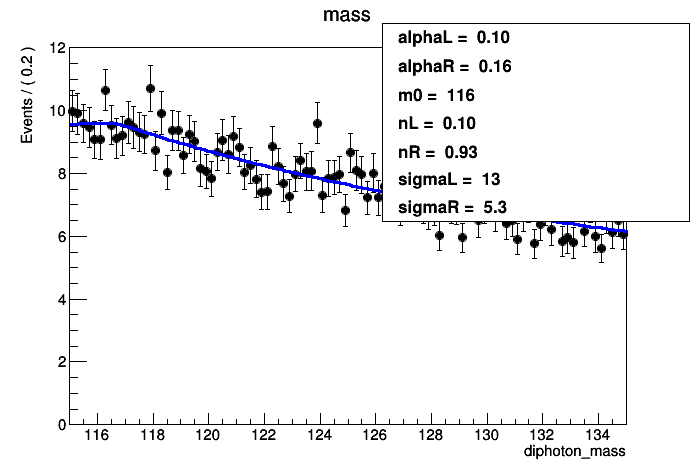 mass
alphaL = 0.10
alphaR = 0.16
m0 = 116
nL = 0.10
nR = 0.93
sigmaL = 13
sigmaR = 5.3
Events / ( 0.2 )
12
10
8
6
4
2
0
116 118 120 122 124 126 128 130 132 134
diphoton_mass